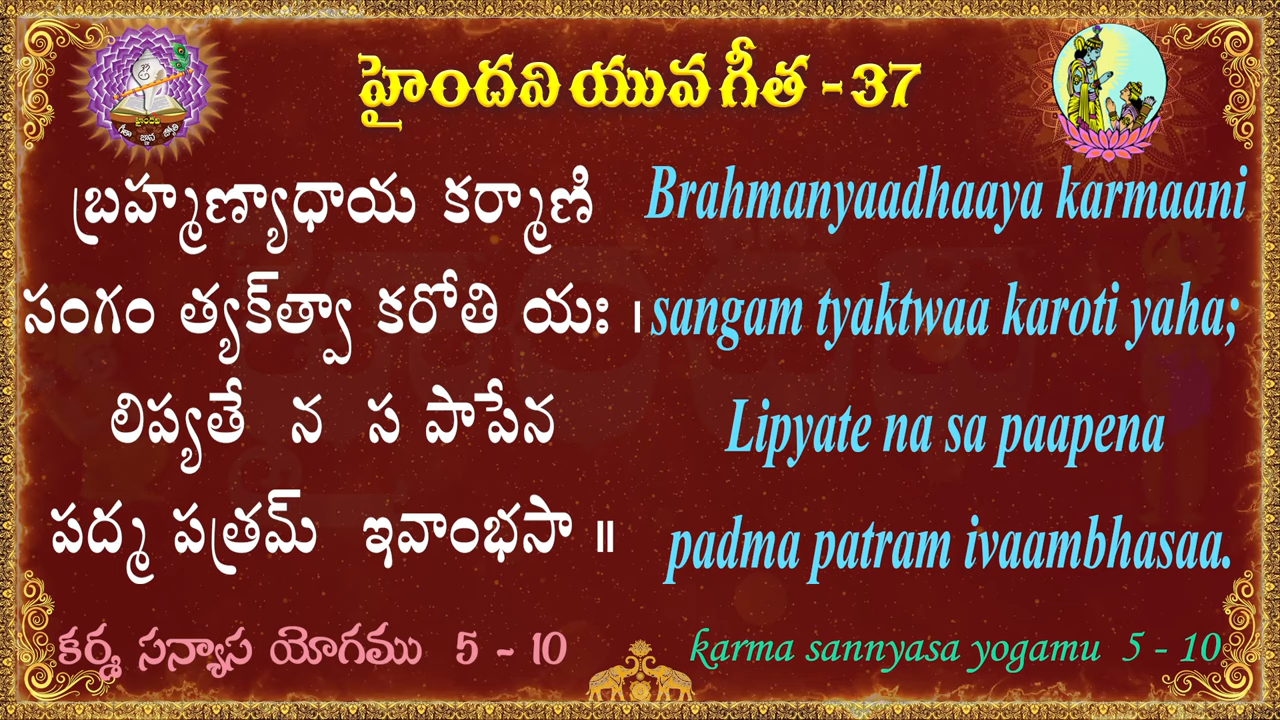 హైందవి యువ గీత - 37
బ్రహ్మణ్యాధాయ కర్మాణి
సంగం త్యక్‌త్వా కరోతి యః ।
లిప్యతే న స పాపేన
పద్మ పత్రమ్ ఇవాంభసా ॥
Brahmanyaadhaaya karmaani
sangam tyaktwaa karoti yaha;
Lipyate na sa paapena
padma patram ivaambhasaa.
కర్మ సన్యాస యోగము 5 - 10
karma sannyasa yogamu 5 - 10
హైందవి
గీతా జ్ఞాన జ్యోతి